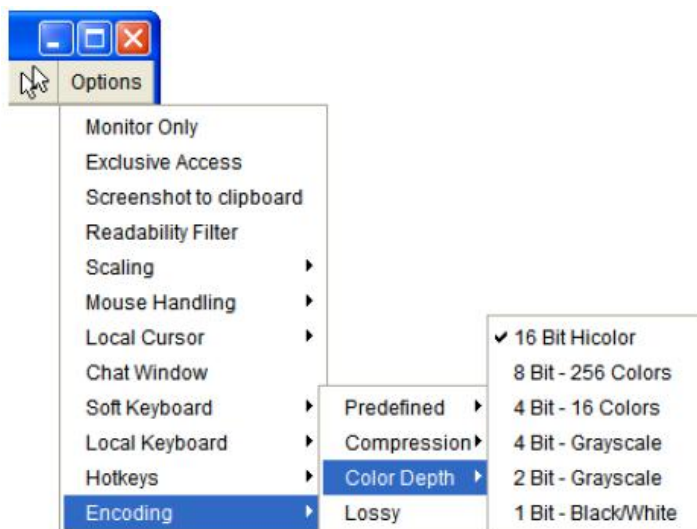 Options
Monitor Only
Exclusive Access
Screenshot to clipboard
Readability Filter
Scaling
Mouse Handling
Local Cursor
Chat Window
Soft Keyboard
Local Keyboard
Hotkeys
Encoding
Predefined
Compression
Color Depth
Lossy
16 Bit Hicolor
8 Bit - 256 Colors
4 Bit - 16 Colors
4 Bit - Grayscale
2 Bit - Grayscale
1 Bit - Black/White